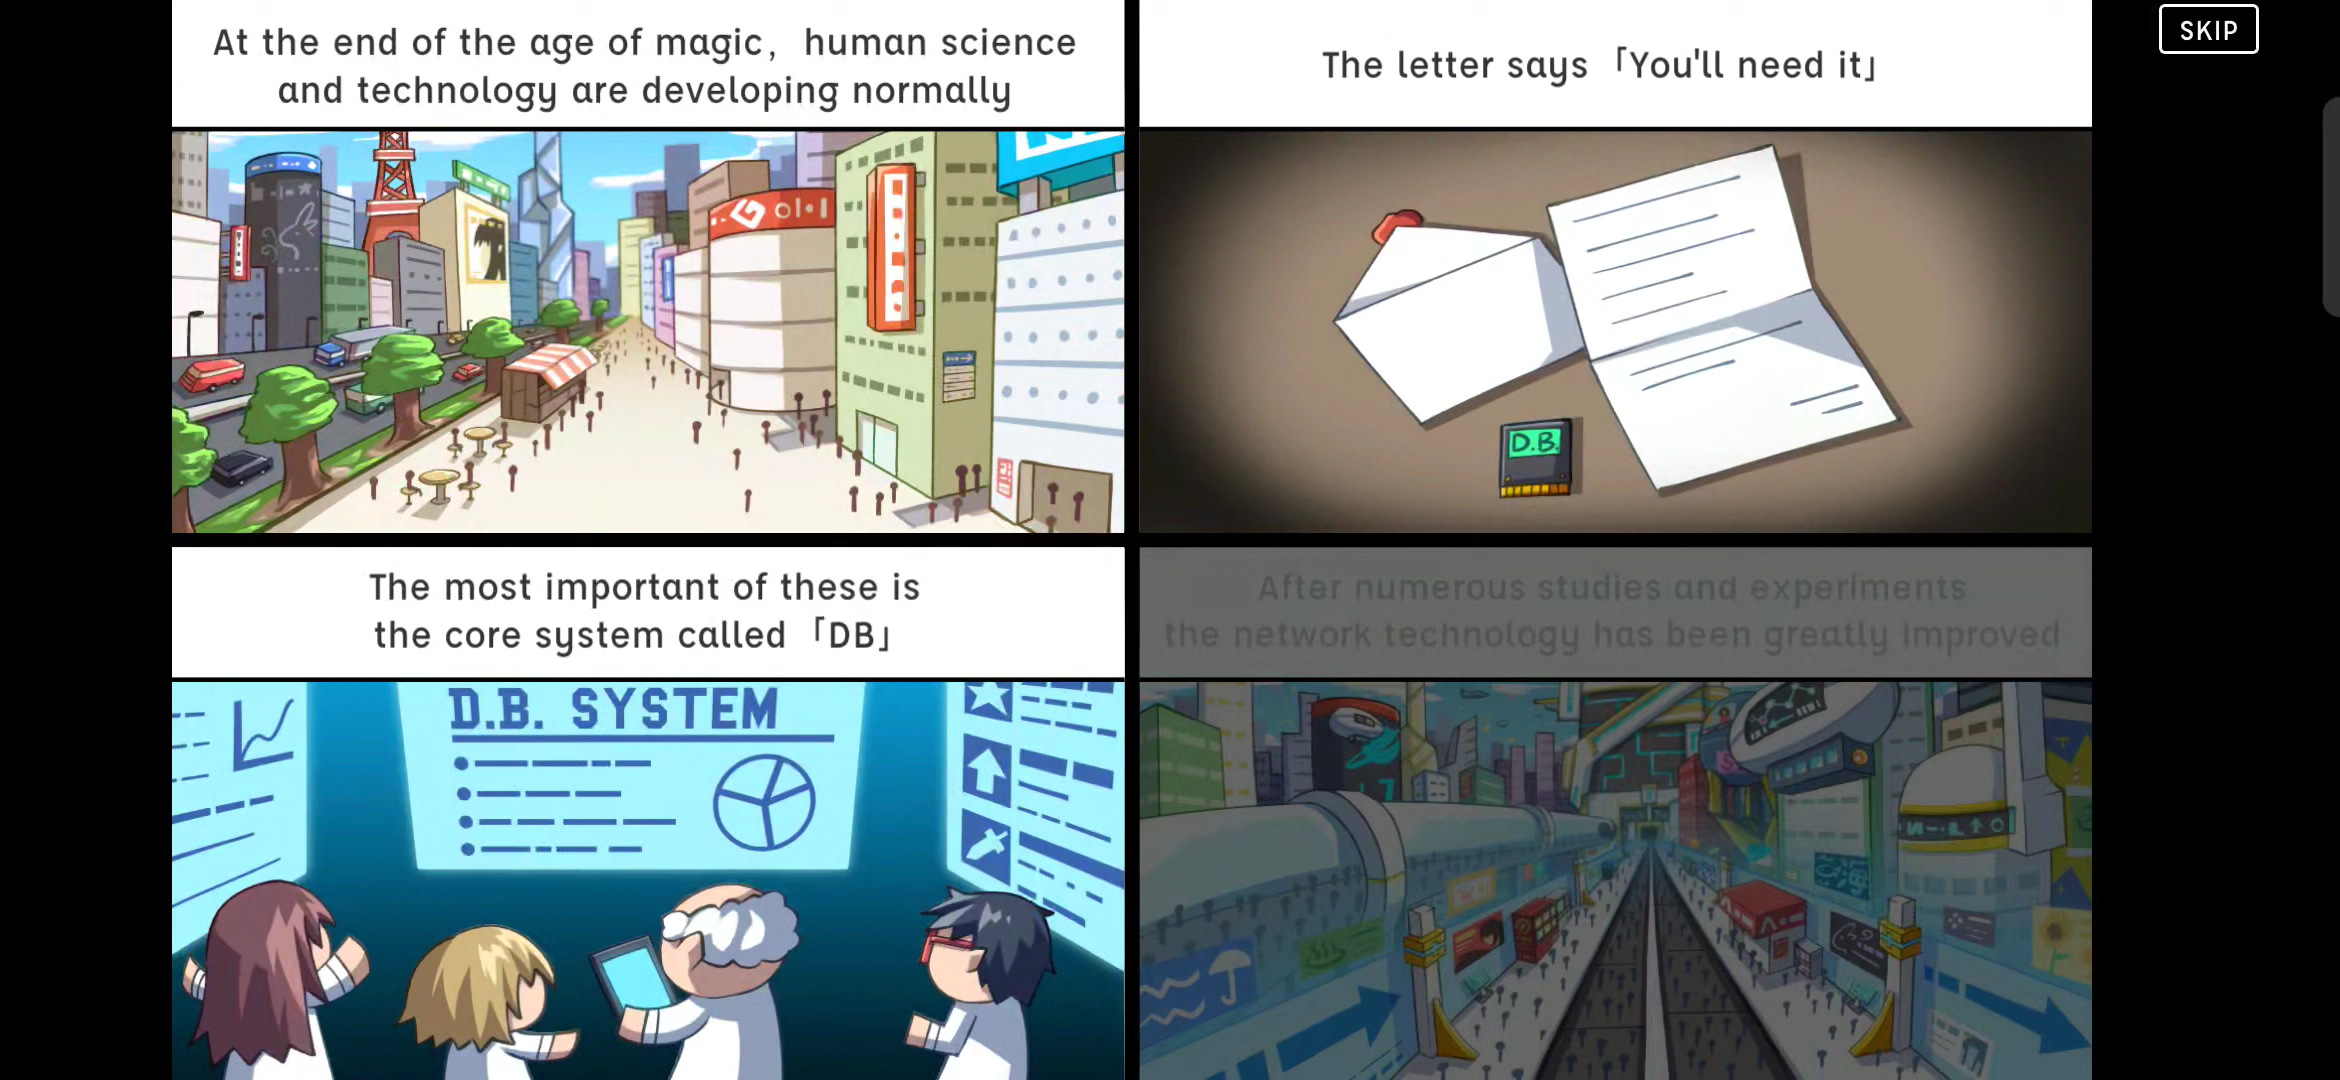 SKIP
At the end of the age of magic, human science
and technology are developing normally
The letter says 「You'll need it」
D.B.
The most important of these is
the core system called 「DB」
D.B. SYSTEM
After numerous studies and experiments
the network technology has been greatly improved